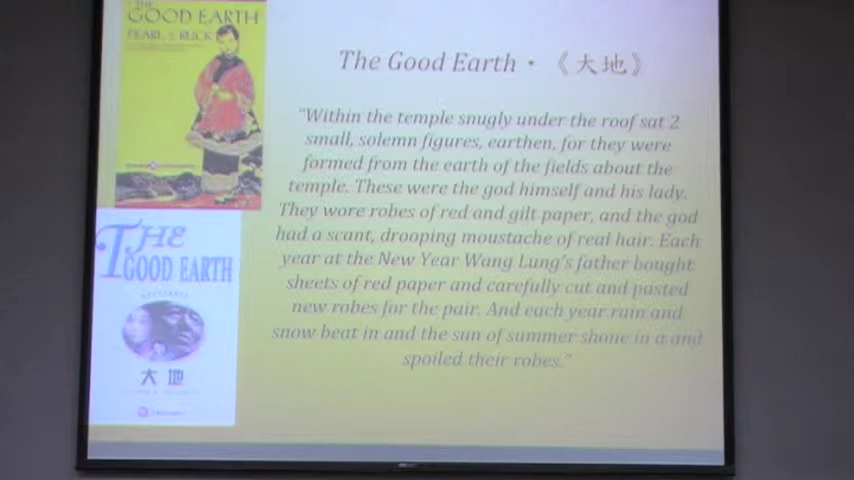 THE
GOOD EARTH
PEARL S. BUCK
THE
GOOD EARTH
大地
The Good Earth • 《大地》
"Within the temple snugly under the roof sat 2
small, solemn figures, earthen, for they were
formed from the earth of the fields about the
temple. These were the god himself and his lady.
They wore robes of red and gilt paper, and the god
had a scant, drooping moustache of real hair. Each
year at the New Year Wang Lung's father bought
sheets of red paper and carefully cut and pasted
new robes for the pair. And each year rain and
snow beat in and the sun of summer shone in a and
spoiled their robes."